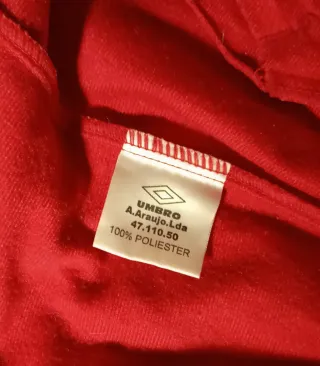 UMBRO
A.Araujo.Lda
47.110.50
100% POLIESTER